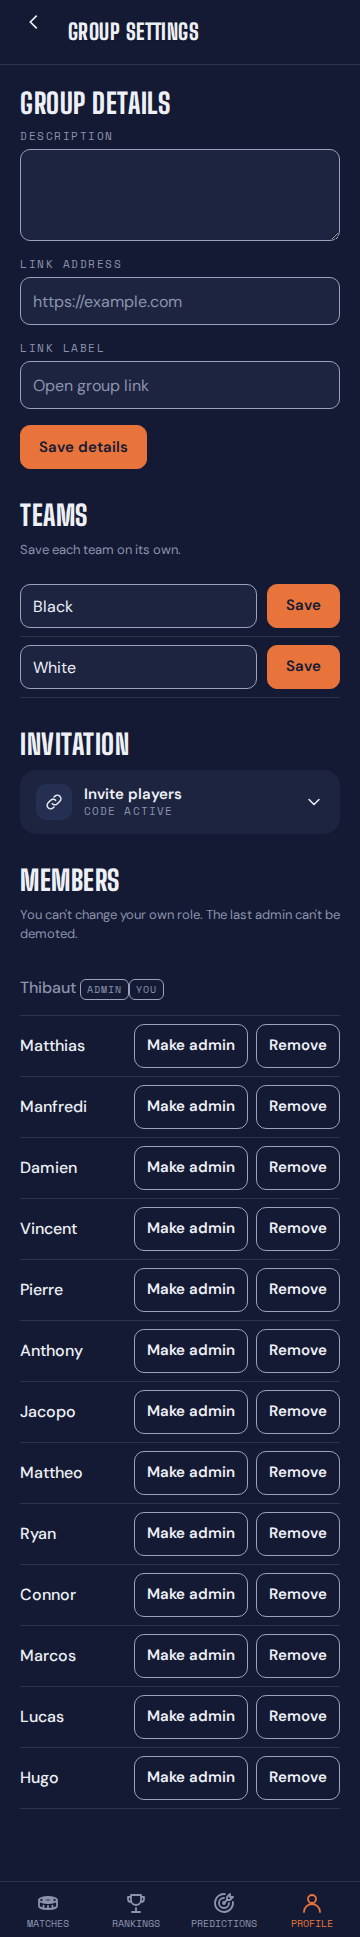 GROUP SETTINGS
GROUP DETAILS
DESCRIPTION
LINK ADDRESS
https://example.com
LINK LABEL
Open group link
Save details
TEAMS
Save each team on its own.
Black Save
White Save
INVITATION
Invite players
CODE ACTIVE
MEMBERS
You can't change your own role. The last admin can't be
demoted.
Thibaut ADMIN YOU
Matthias Make admin Remove
Manfredi Make admin Remove
Damien Make admin Remove
Vincent Make admin Remove
Pierre Make admin Remove
Anthony Make admin Remove
Jacopo Make admin Remove
Mattheo Make admin Remove
Ryan Make admin Remove
Connor Make admin Remove
Marcos Make admin Remove
Lucas Make admin Remove
Hugo Make admin Remove
MATCHES RANKINGS PREDICTIONS PROFILE